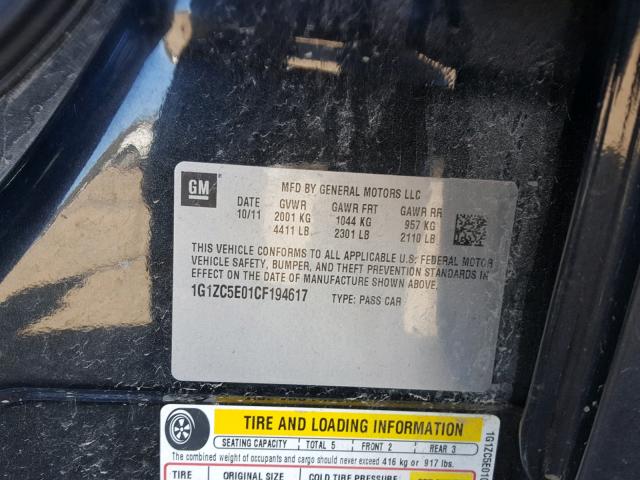 GM
MFD BY GENERAL MOTORS LLC
DATE GVWR GAWR FRT GAWR RR
10/11 2001 KG 1044 KG 957 KG
4411 LB 2301 LB 2110 LB
THIS VEHICLE CONFORMS TO ALL APPLICABLE U.S. FEDERAL MOTOR
VEHICLE SAFETY, BUMPER, AND THEFT PREVENTION STANDARDS IN
EFFECT ON THE DATE OF MANUFACTURE SHOWN ABOVE.
1G1ZC5E01CF194617 TYPE: PASS CAR
TIRE AND LOADING INFORMATION
SEATING CAPACITY TOTAL 5 FRONT 2 REAR 3
The combined weight of occupants and cargo should never exceed 416 kg or 917 lbs.
TIRE ORIGINAL SIZE COLD TIRE PRESSURE
1G1ZC5E01C